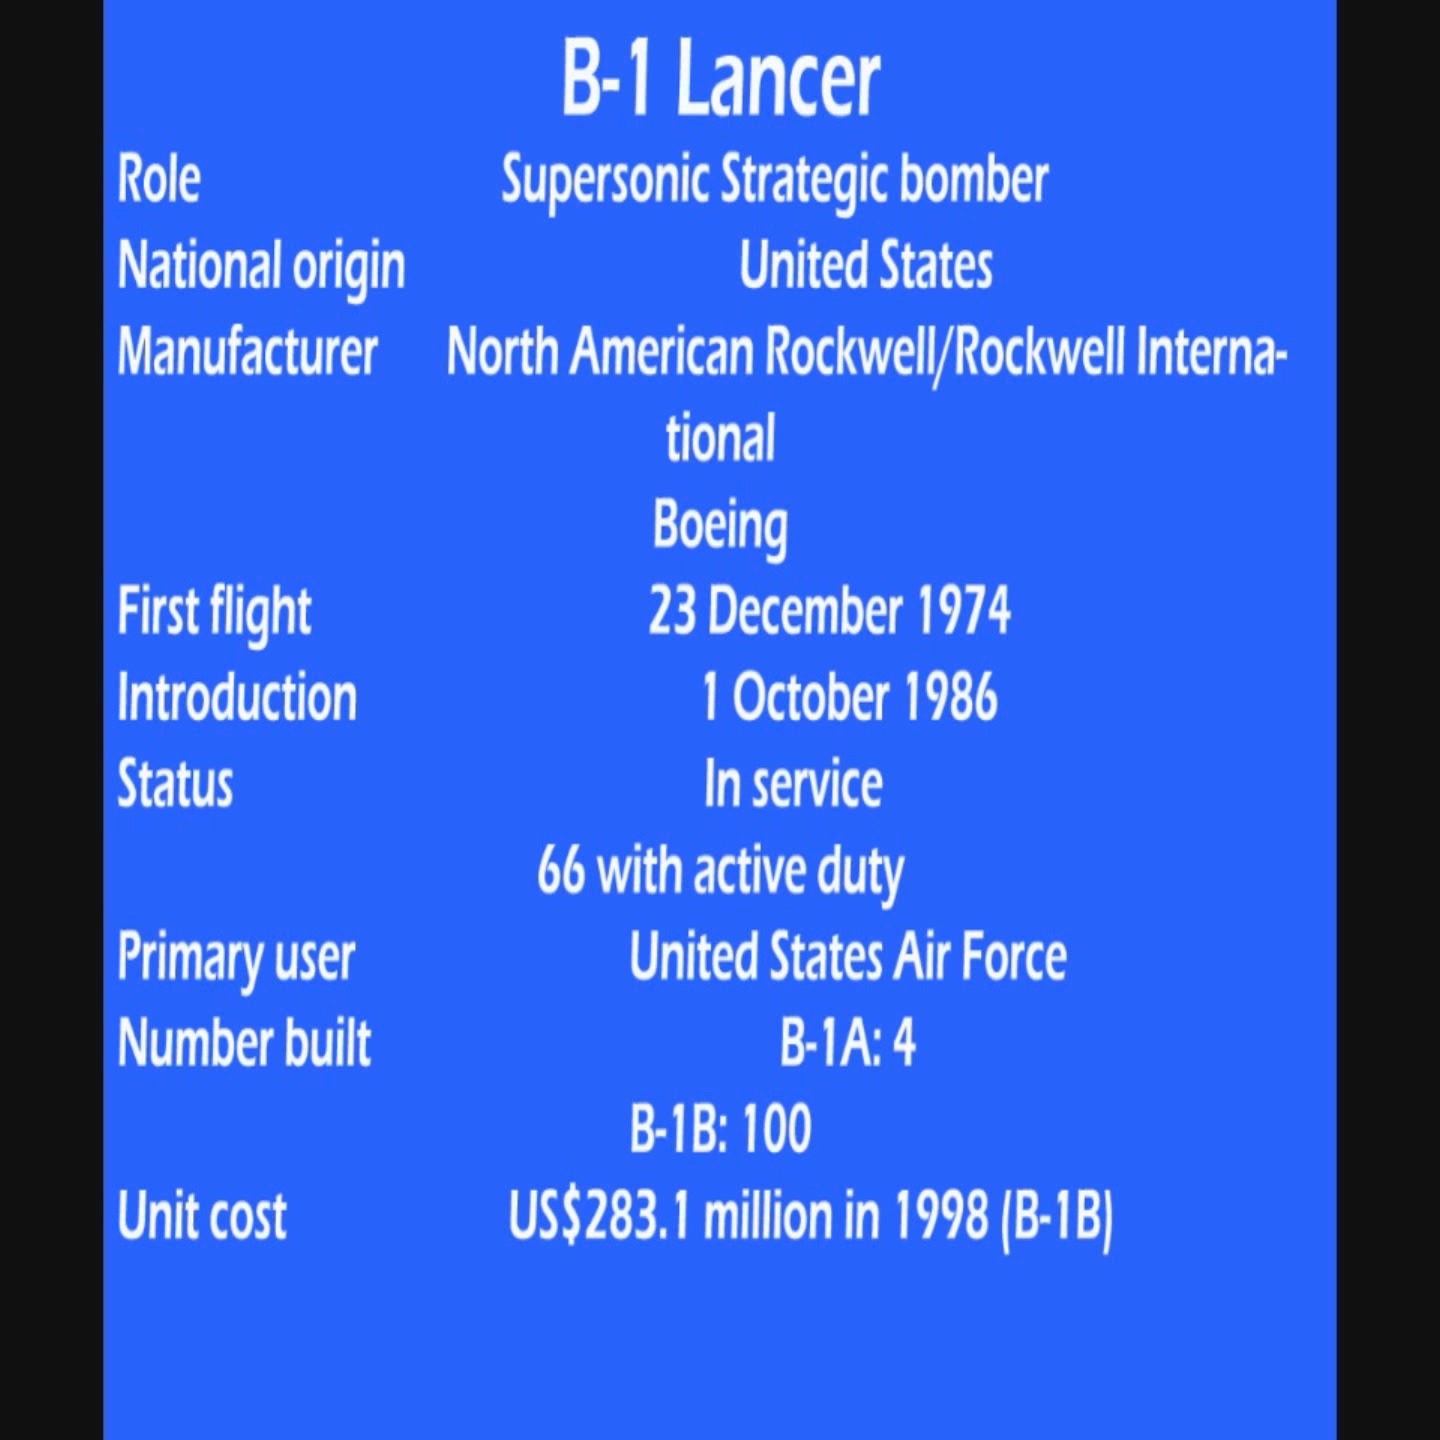 B-1 Lancer
Role Supersonic Strategic bomber
National origin United States
Manufacturer North American Rockwell/Rockwell Interna-
tional
Boeing
First flight 23 December 1974
Introduction 1 October 1986
Status In service
66 with active duty
Primary user United States Air Force
Number built B-1A: 4
B-1B: 100
Unit cost US$283.1 million in 1998 (B-1B)